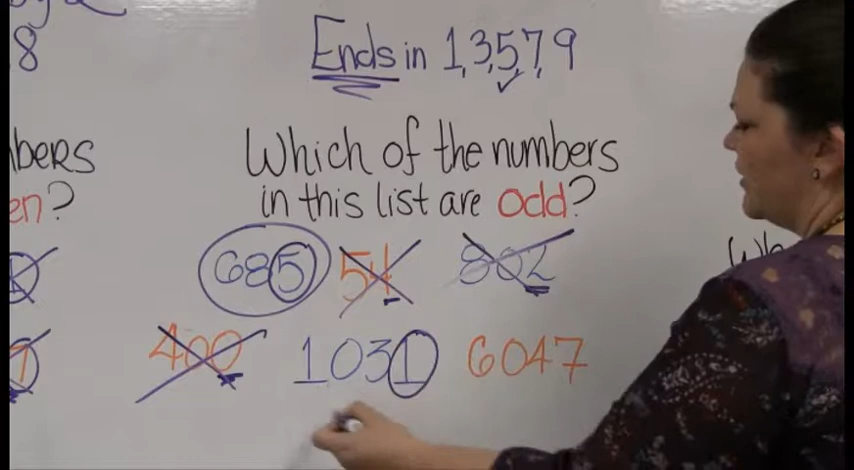 8
Ends in 1,3,5,7,9
Which of the numbers
in this list are odd?
685 54 802
400 1031 6047
bers
en?